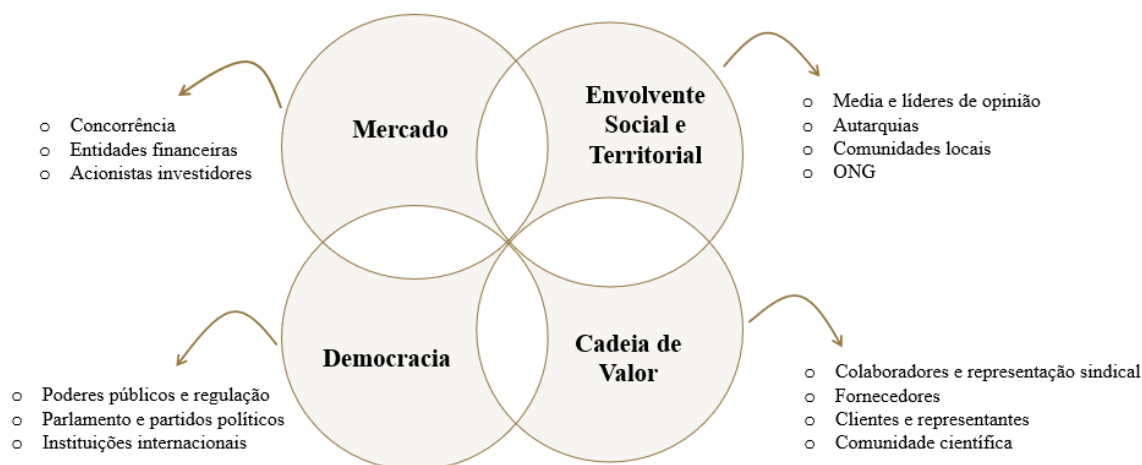 Mercado
o Concorrência
o Entidades financeiras
o Acionistas investidores
Envolvente
Social e
Territorial
o Media e líderes de opinião
o Autarquias
o Comunidades locais
o ONG
Democracia
o Poderes públicos e regulação
o Parlamento e partidos políticos
o Instituições internacionais
Cadeia de
Valor
o Colaboradores e representação sindical
o Fornecedores
o Clientes e representantes
o Comunidade científica